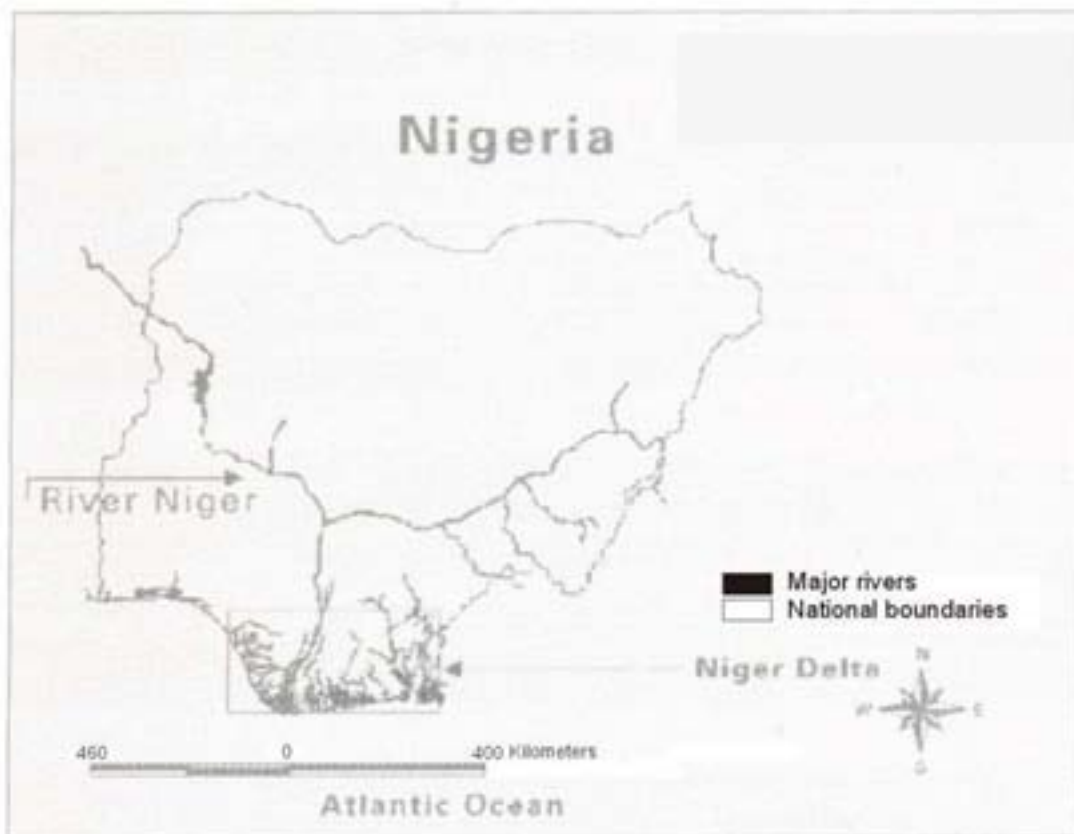 Nigeria
River Niger
Major rivers
National boundaries
Niger Delta
N
W
E
460 0 400 Kilometers
Atlantic Ocean